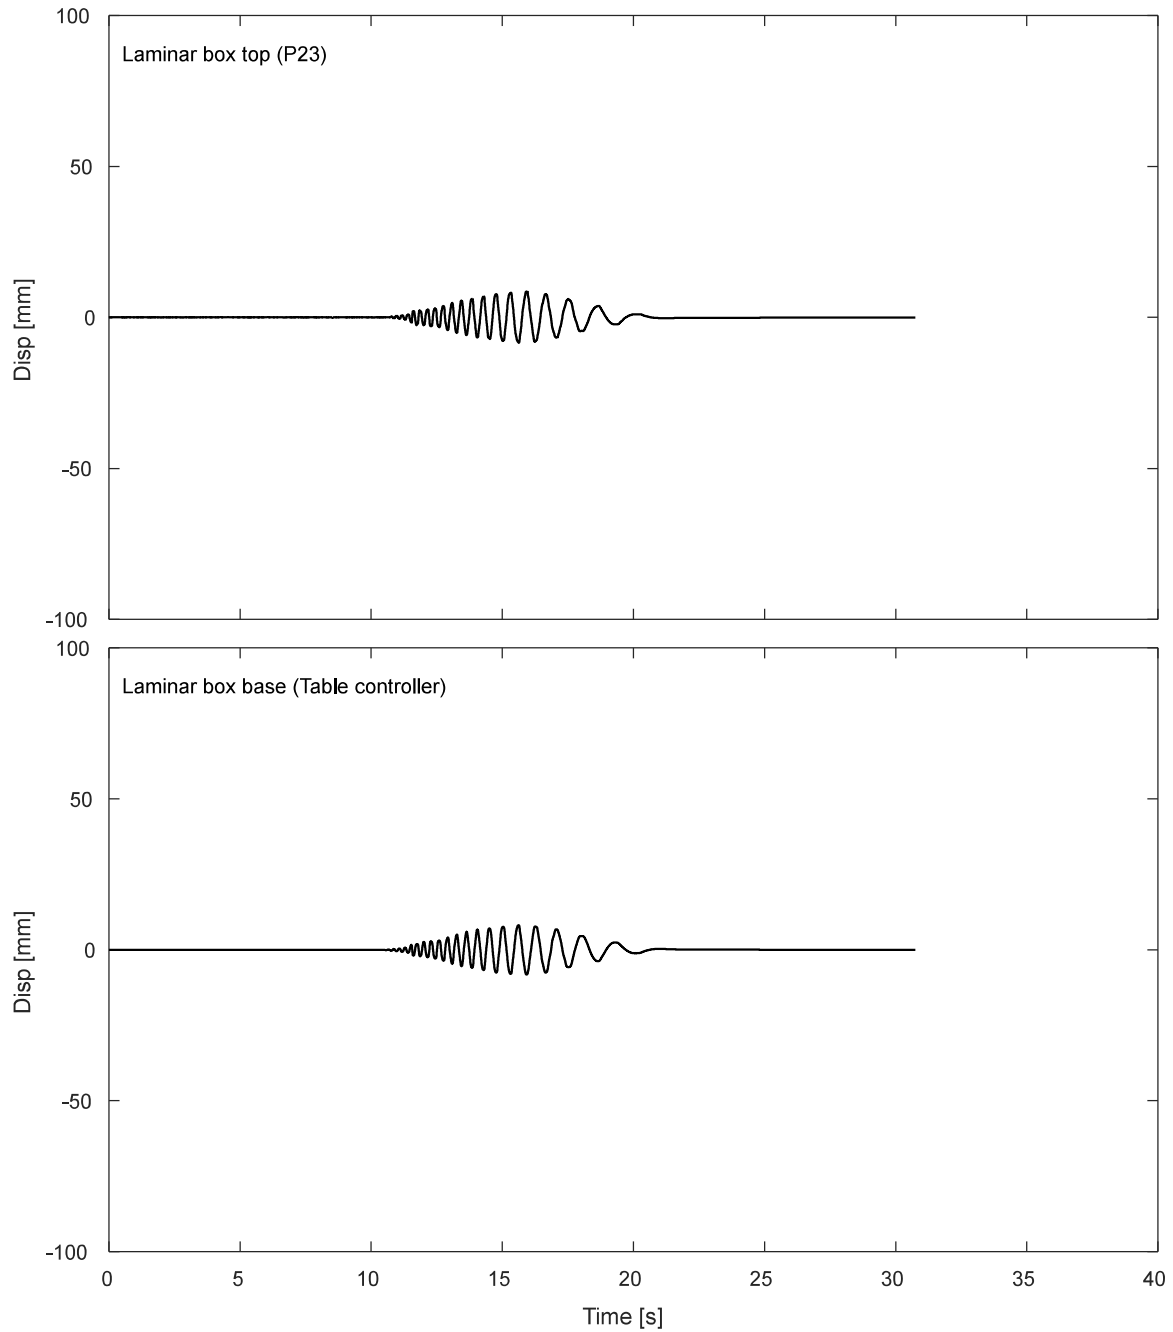 100
Laminar box top (P23)
50
0
-50
-100
Disp [mm]
100
Laminar box base (Table controller)
50
0
-50
-100
Disp [mm]
0 5 10 15 20 25 30 35 40
Time [s]